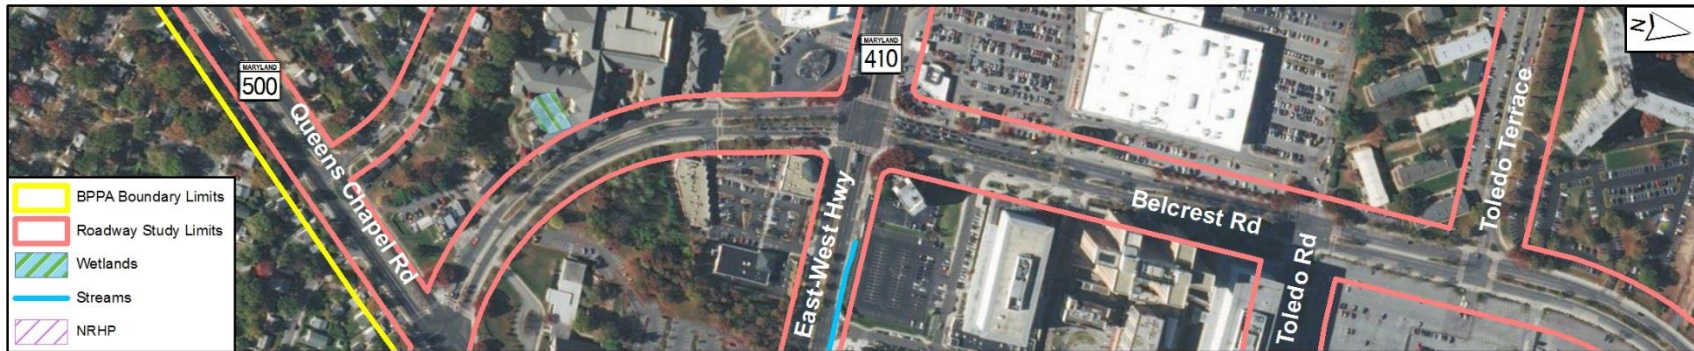 MARYLAND
500
Queens Chapel Rd
MARYLAND
410
East-West Hwy
Belcrest Rd
Toledo Rd
Toledo Terrace
N
BPPA Boundary Limits
Roadway Study Limits
Wetlands
Streams
NRHP